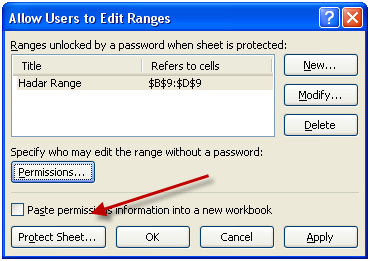 Allow Users to Edit Ranges
Ranges unlocked by a password when sheet is protected:
Title Refers to cells New...
Hadar Range $B$9:$D$9
Modify...
Delete
Specify who may edit the range without a password:
Permissions...
Paste permissions information into a new workbook
Protect Sheet... OK Cancel Apply